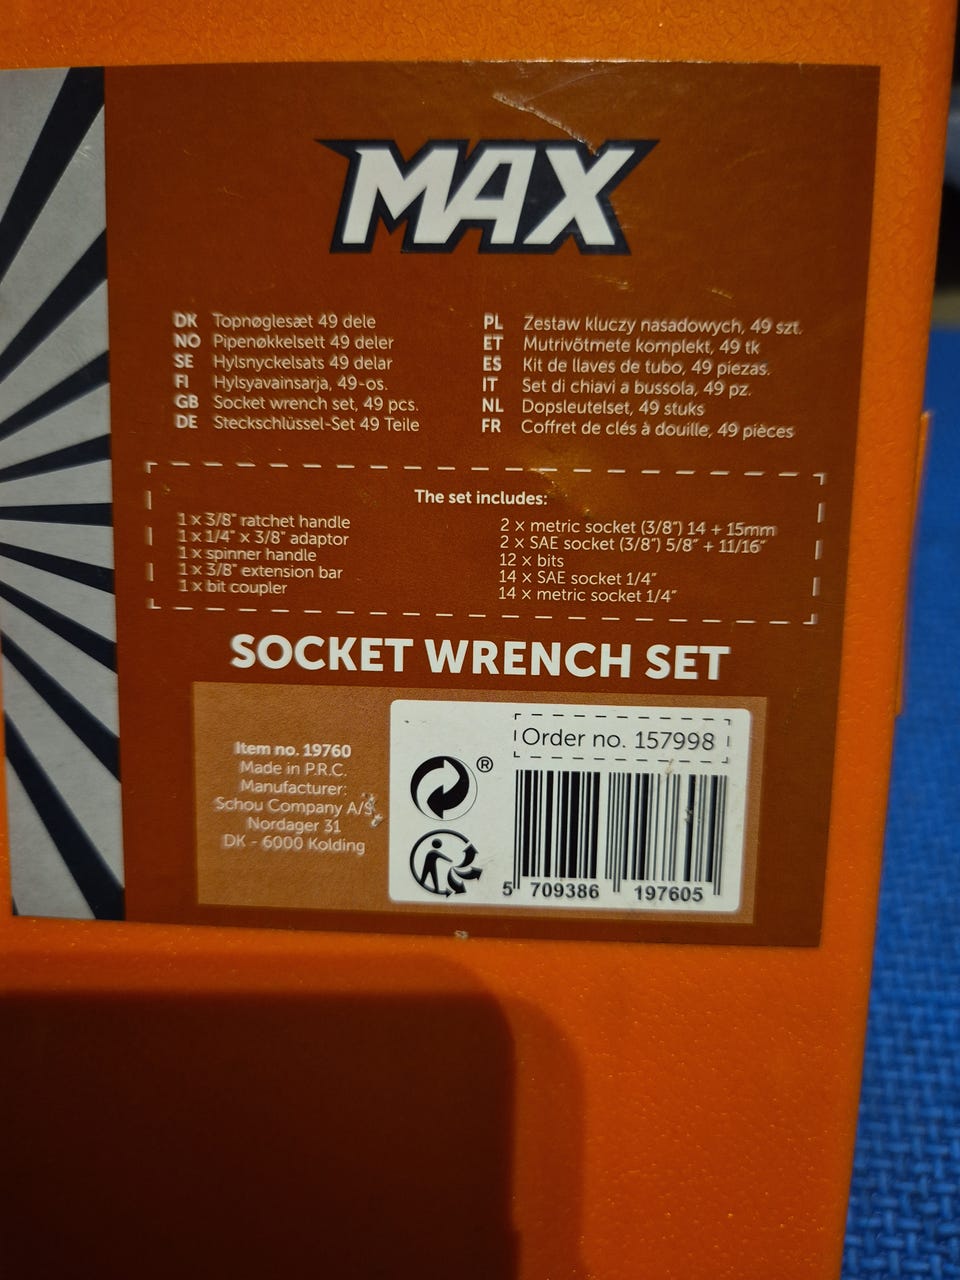 MAX
DK Topnøglesæt 49 dele
NO Pipenøkkelsett 49 deler
SE Hylsnyckelsats 49 delar
FI Hylsyavainsarja, 49-os.
GB Socket wrench set, 49 pcs.
DE Steckschlüssel-Set 49 Teile
PL Zestaw kluczy nasadowych, 49 szt.
ET Mutrivõtmete komplekt, 49 tk
ES Kit de llaves de tubo, 49 piezas.
IT Set di chiavi a bussola, 49 pz.
NL Dopsleutelset, 49 stuks
FR Coffret de clés à douille, 49 pièces
The set includes:
1 x 3/8" ratchet handle
1 x 1/4" x 3/8" adaptor
1 x spinner handle
1 x 3/8" extension bar
1 x bit coupler
2 x metric socket (3/8") 14 + 15mm
2 x SAE socket (3/8") 5/8" + 11/16"
12 x bits
14 x SAE socket 1/4"
14 x metric socket 1/4"
SOCKET WRENCH SET
Item no. 19760
Made in P.R.C.
Manufacturer:
Schou Company A/S
Nordager 31
DK - 6000 Kolding
®
Order no. 157998
5 709386 197605